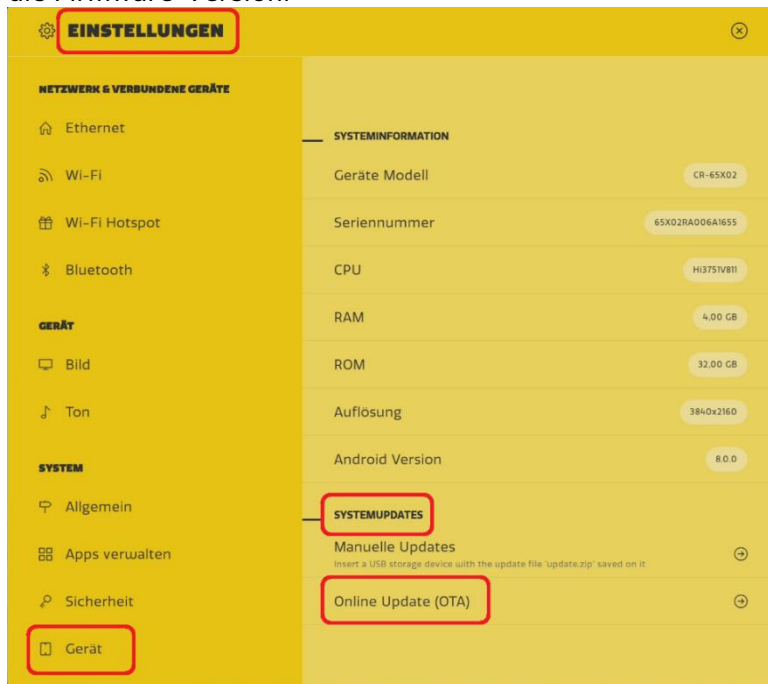 die Firmware-Version.
EINSTELLUNGEN
NETZWERK & VERBUNDENE GERÄTE
Ethernet
Wi-Fi
Wi-Fi Hotspot
Bluetooth
GERÄT
Bild
Ton
SYSTEM
Allgemein
Apps verwalten
Sicherheit
Gerät
SYSTEMINFORMATION
Geräte Modell CR-65X02
Seriennummer 65X02RA006A1655
CPU Hi3751V811
RAM 4,00 GB
ROM 32,00 GB
Auflösung 3840x2160
Android Version 8.0.0
SYSTEMUPDATES
Manuelle Updates
Insert a USB storage device with the update file 'update.zip' saved on it
Online Update (OTA)